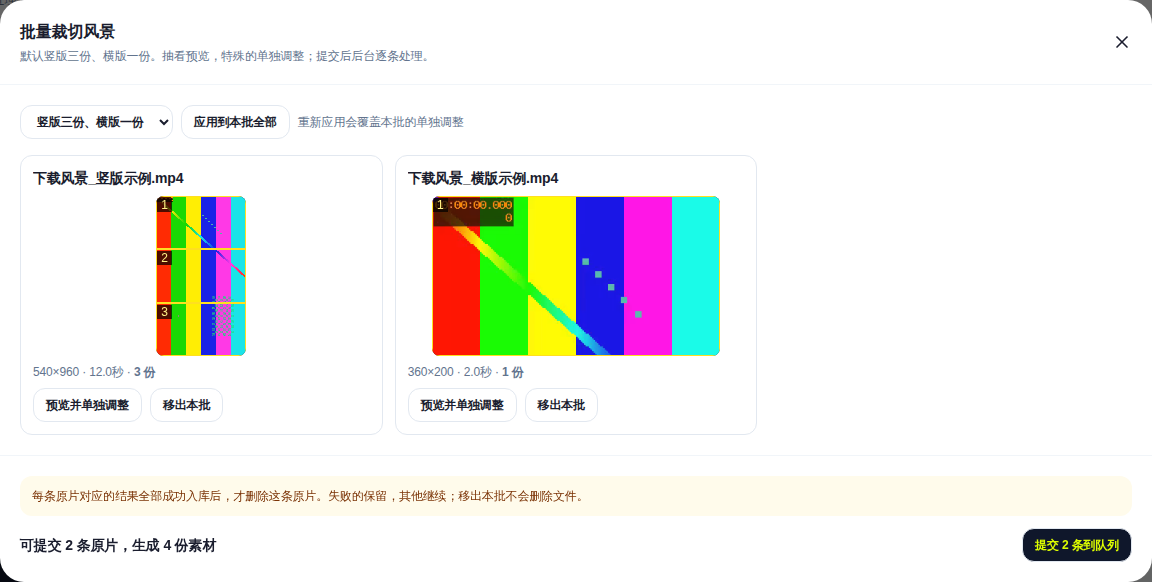 批量裁切风景
默认竖版三份、横版一份。抽看预览，特殊的单独调整；提交后后台逐条处理。
竖版三份、横版一份
应用到本批全部
重新应用会覆盖本批的单独调整
下载风景_竖版示例.mp4
1
2
3
540×960 · 12.0秒 · 3 份
预览并单独调整
移出本批
下载风景_横版示例.mp4
1
:00:00.000
0
360×200 · 2.0秒 · 1 份
预览并单独调整
移出本批
每条原片对应的结果全部成功入库后，才删除这条原片。失败的保留，其他继续；移出本批不会删除文件。
可提交 2 条原片，生成 4 份素材
提交 2 条到队列